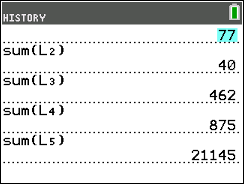 HISTORY
77
sum(L₂)
40
sum(L₃)
462
sum(L₄)
875
sum(L₅)
21145